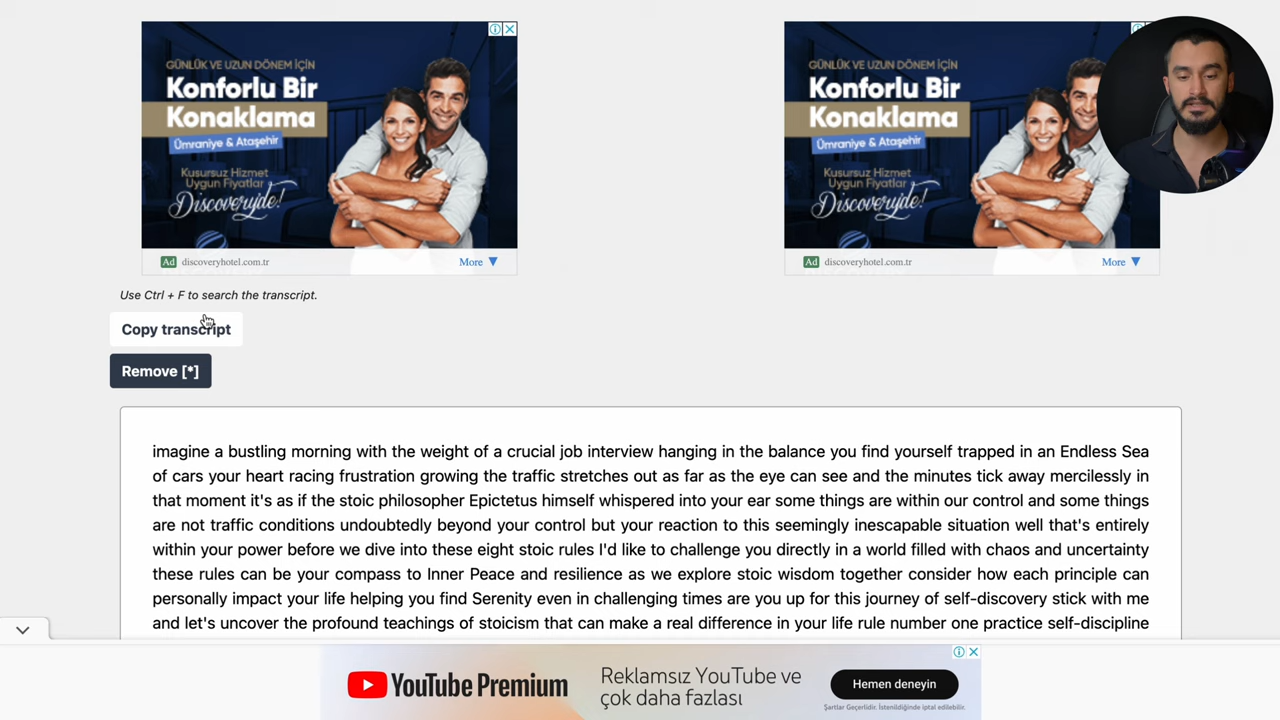 GÜNLÜK VE UZUN DÖNEM İÇİN
Konforlu Bir
Konaklama
Ümraniye & Ataşehir
Kusursuz Hizmet
Uygun Fiyatlar
Discovery'de!
Ad discoveryhotel.com.tr
More
GÜNLÜK VE UZUN DÖNEM İÇİN
Konforlu Bir
Konaklama
Ümraniye & Ataşehir
Kusursuz Hizmet
Uygun Fiyatlar
Discovery'de!
Ad discoveryhotel.com.tr
More
Use Ctrl + F to search the transcript.
Copy transcript
Remove [*]
imagine a bustling morning with the weight of a crucial job interview hanging in the balance you find yourself trapped in an Endless Sea
of cars your heart racing frustration growing the traffic stretches out as far as the eye can see and the minutes tick away mercilessly in
that moment it's as if the stoic philosopher Epictetus himself whispered into your ear some things are within our control and some things
are not traffic conditions undoubtedly beyond your control but your reaction to this seemingly inescapable situation well that's entirely
within your power before we dive into these eight stoic rules I'd like to challenge you directly in a world filled with chaos and uncertainty
these rules can be your compass to Inner Peace and resilience as we explore stoic wisdom together consider how each principle can
personally impact your life helping you find Serenity even in challenging times are you up for this journey of self-discovery stick with me
and let's uncover the profound teachings of stoicism that can make a real difference in your life rule number one practice self-discipline
YouTube Premium
Reklamsız YouTube ve
çok daha fazlası
Hemen deneyin
Şartlar Geçerlidir. İstenildiğinde iptal edilebilir.